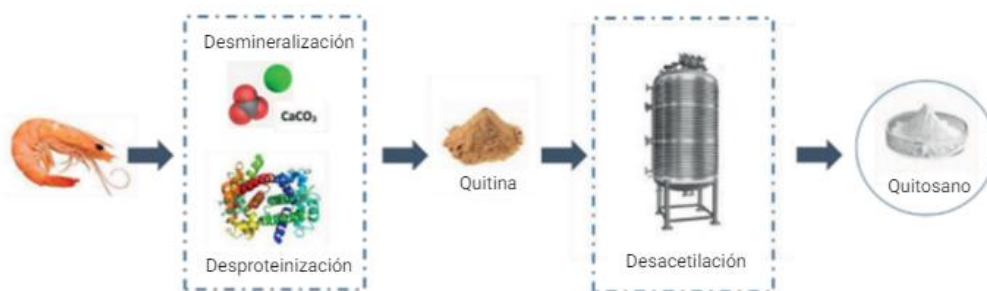 Desmineralización
CaCO₃
Desproteinización
Quitina
Desacetilación
Quitosano